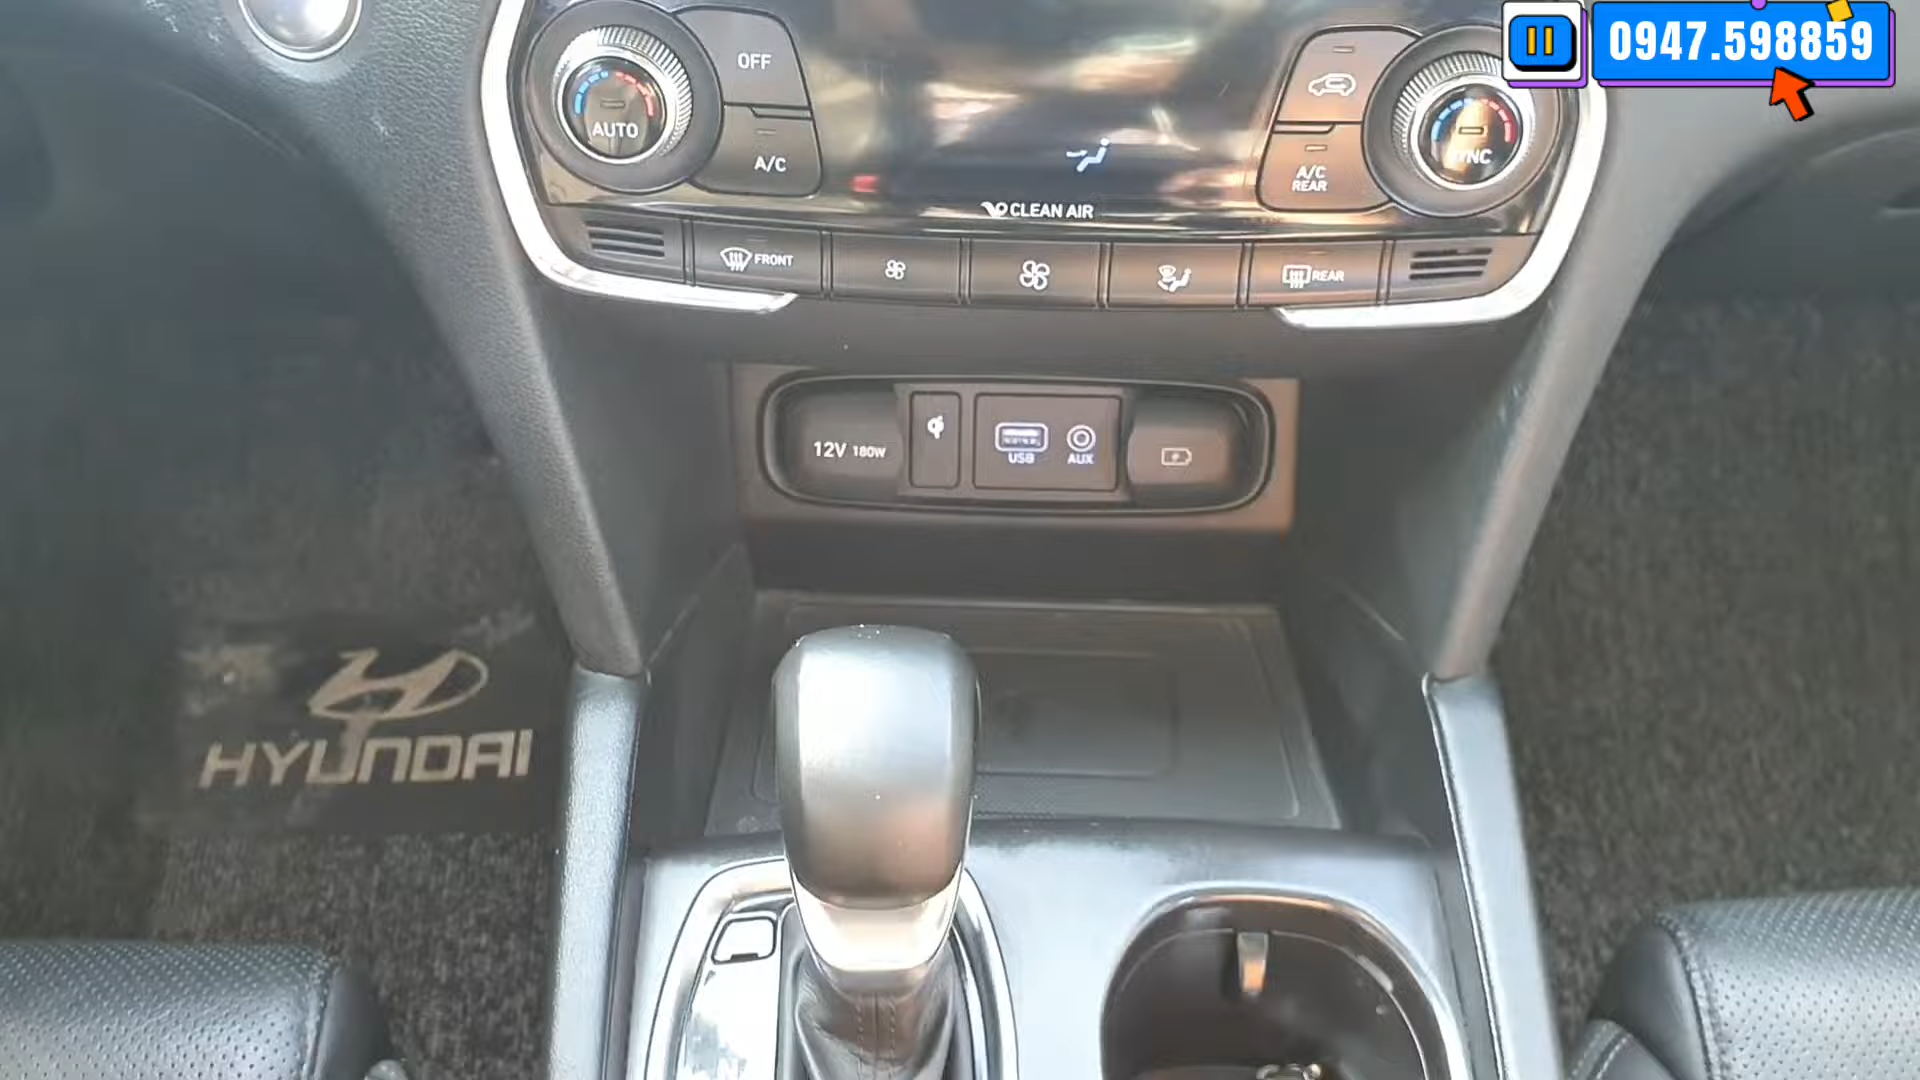 0947.598859
OFF
AUTO
A/C
A/C
REAR
SYNC
CLEAN AIR
FRONT
REAR
12V 180W
USB
AUX
HYUNDAI